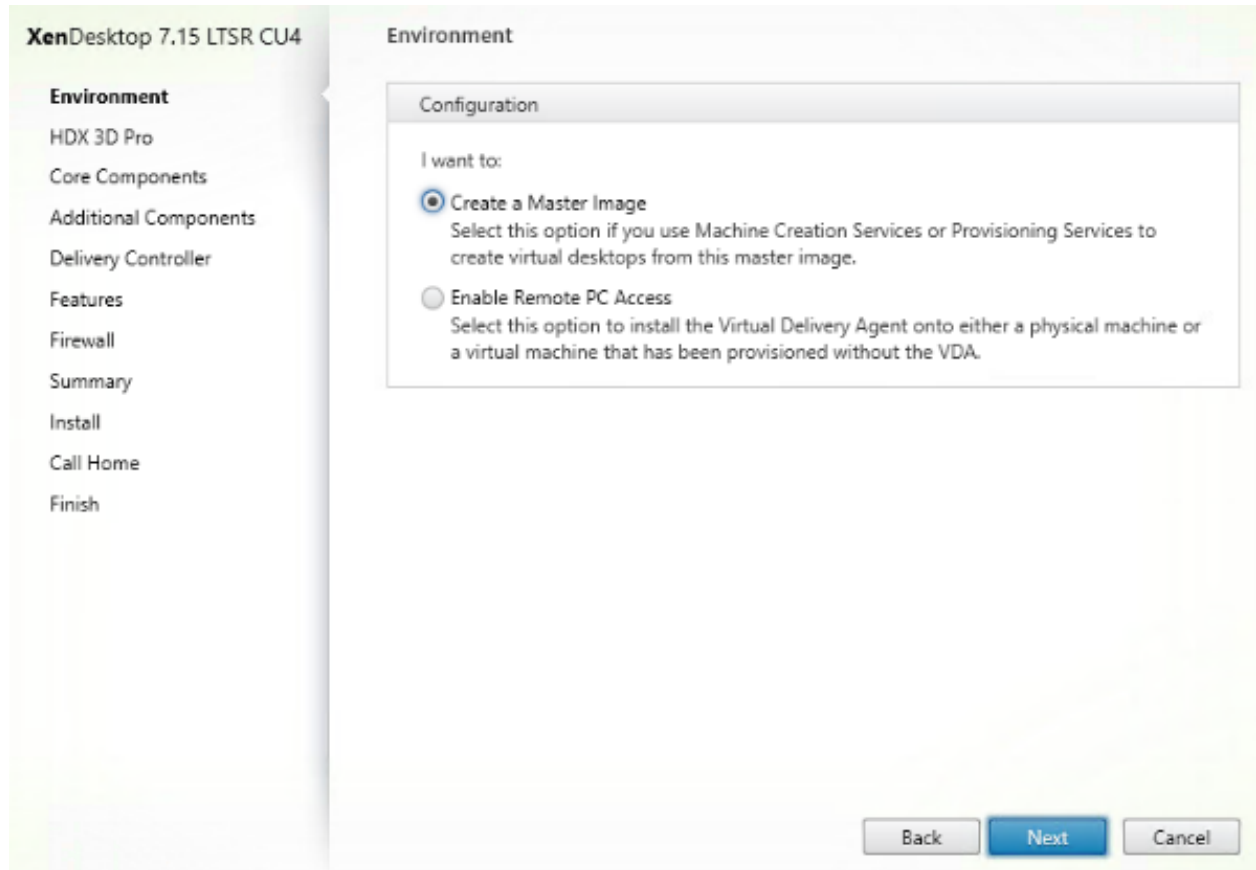 XenDesktop 7.15 LTSR CU4
Environment
HDX 3D Pro
Core Components
Additional Components
Delivery Controller
Features
Firewall
Summary
Install
Call Home
Finish
Environment
Configuration
I want to:
Create a Master Image
Select this option if you use Machine Creation Services or Provisioning Services to
create virtual desktops from this master image.
Enable Remote PC Access
Select this option to install the Virtual Delivery Agent onto either a physical machine or
a virtual machine that has been provisioned without the VDA.
Back
Next
Cancel